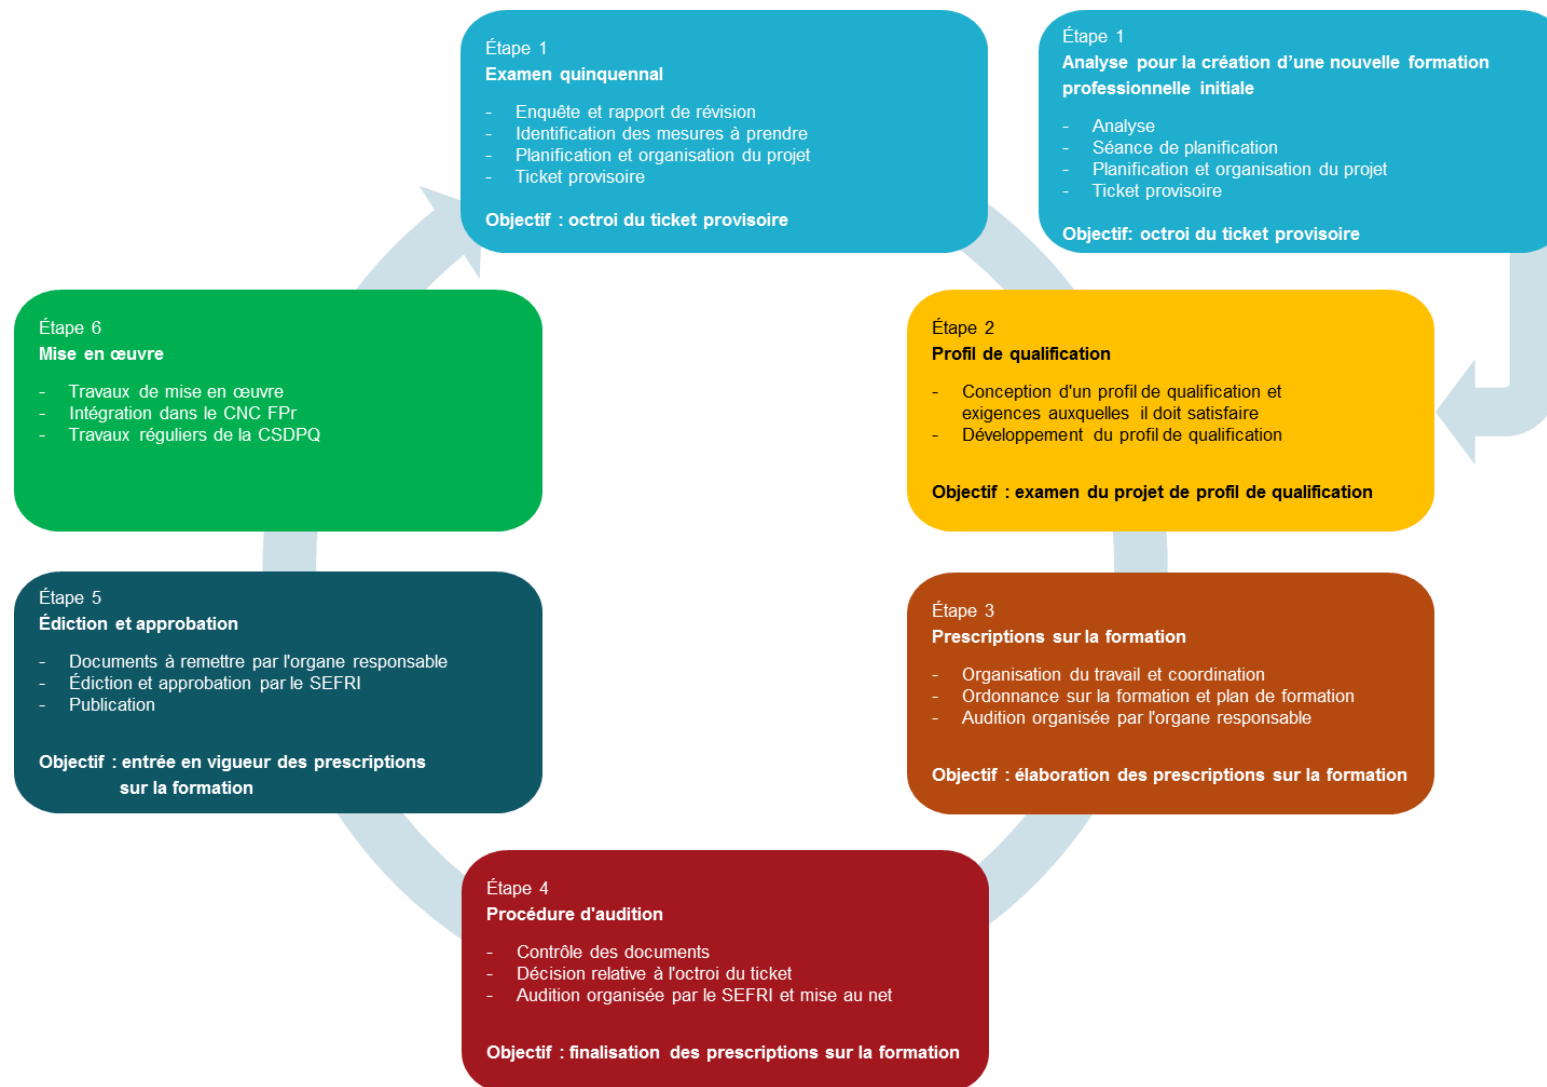 Étape 1
Examen quinquennal
- Enquête et rapport de révision
- Identification des mesures à prendre
- Planification et organisation du projet
- Ticket provisoire
Objectif : octroi du ticket provisoire
Étape 1
Analyse pour la création d’une nouvelle formation
professionnelle initiale
- Analyse
- Séance de planification
- Planification et organisation du projet
- Ticket provisoire
Objectif: octroi du ticket provisoire
Étape 2
Profil de qualification
- Conception d'un profil de qualification et
exigences auxquelles il doit satisfaire
- Développement du profil de qualification
Objectif : examen du projet de profil de qualification
Étape 3
Prescriptions sur la formation
- Organisation du travail et coordination
- Ordonnance sur la formation et plan de formation
- Audition organisée par l'organe responsable
Objectif : élaboration des prescriptions sur la formation
Étape 4
Procédure d'audition
- Contrôle des documents
- Décision relative à l'octroi du ticket
- Audition organisée par le SEFRI et mise au net
Objectif : finalisation des prescriptions sur la formation
Étape 5
Édiction et approbation
- Documents à remettre par l'organe responsable
- Édiction et approbation par le SEFRI
- Publication
Objectif : entrée en vigueur des prescriptions
sur la formation
Étape 6
Mise en œuvre
- Travaux de mise en œuvre
- Intégration dans le CNC FPr
- Travaux réguliers de la CSDPQ